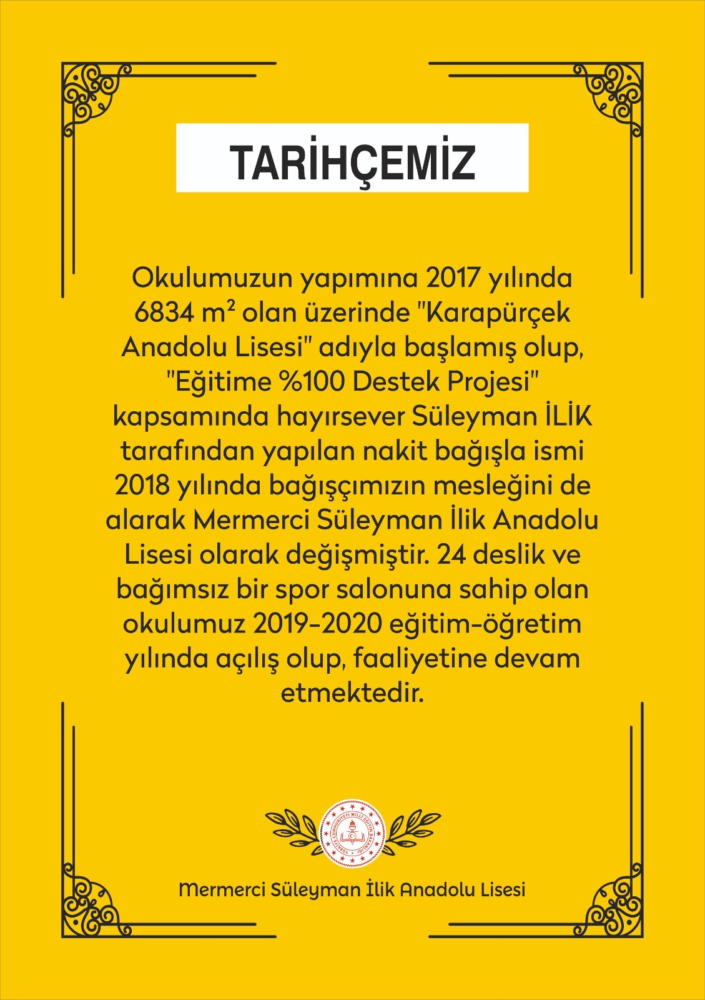 TARİHÇEMİZ
Okulumuzun yapımına 2017 yılında
6834 m² olan üzerinde "Karapürçek
Anadolu Lisesi" adıyla başlamış olup,
"Eğitime %100 Destek Projesi"
kapsamında hayırsever Süleyman İLİK
tarafından yapılan nakit bağışla ismi
2018 yılında bağışçımızın mesleğini de
alarak Mermerci Süleyman İlik Anadolu
Lisesi olarak değişmiştir. 24 deslik ve
bağımsız bir spor salonuna sahip olan
okulumuz 2019-2020 eğitim-öğretim
yılında açılış olup, faaliyetine devam
etmektedir.
TÜRKİYE CUMHURİYETİ MİLLİ EĞİTİM BAKANLIĞI
Mermerci Süleyman İlik Anadolu Lisesi